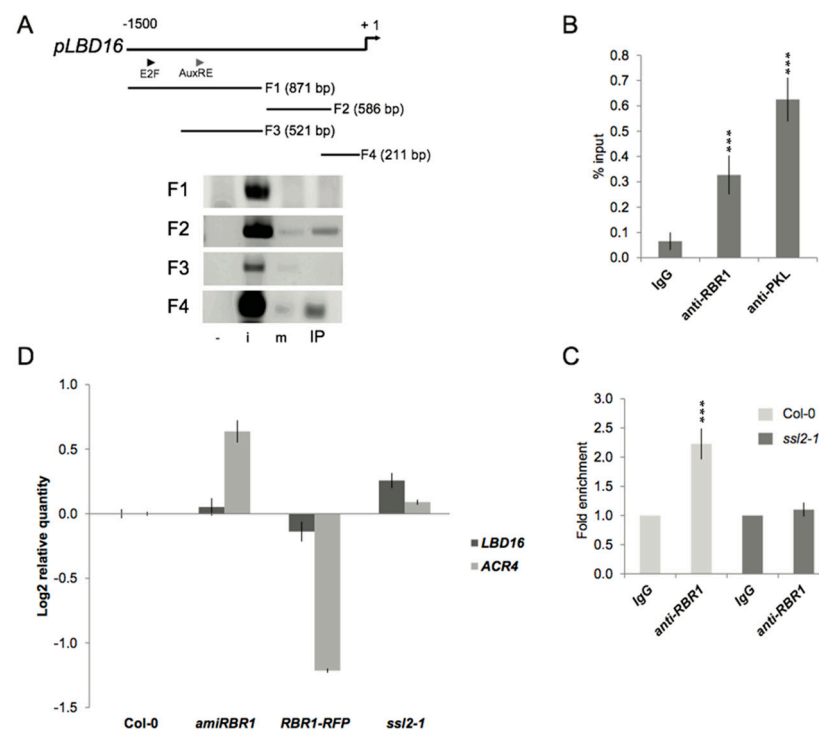 A
-1500
+ 1
pLBD16
E2F
AuxRE
F1 (871 bp)
F2 (586 bp)
F3 (521 bp)
F4 (211 bp)
F1
F2
F3
F4
- i m IP
B
0.8
0.7
0.6
0.5
0.4
0.3
0.2
0.1
0.0
% input
***
***
IgG
anti-RBR1
anti-PKL
C
3.0
2.5
2.0
1.5
1.0
0.5
0.0
Fold enrichment
***
Col-0
ssl2-1
IgG
anti-RBR1
IgG
anti-RBR1
D
1.0
0.5
0.0
-0.5
-1.0
-1.5
Log2 relative quantity
LBD16
ACR4
Col-0
amiRBR1
RBR1-RFP
ssl2-1